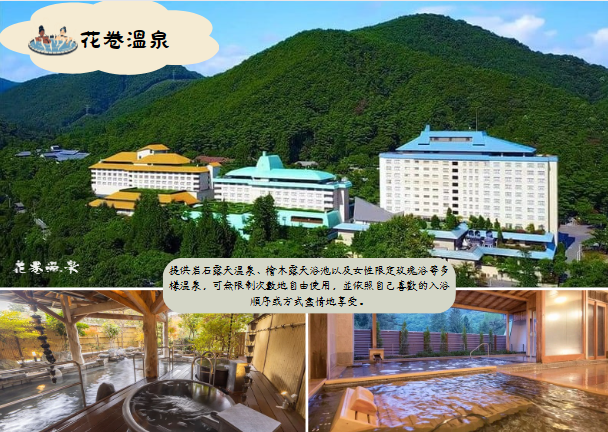 花巻溫泉
花巻溫泉
提供岩石露天溫泉、檜木露天浴池以及女性限定玫瑰浴等多
樣溫泉，可無限制次數地自由使用，並依照自己喜歡的入浴
順序或方式盡情地享受。